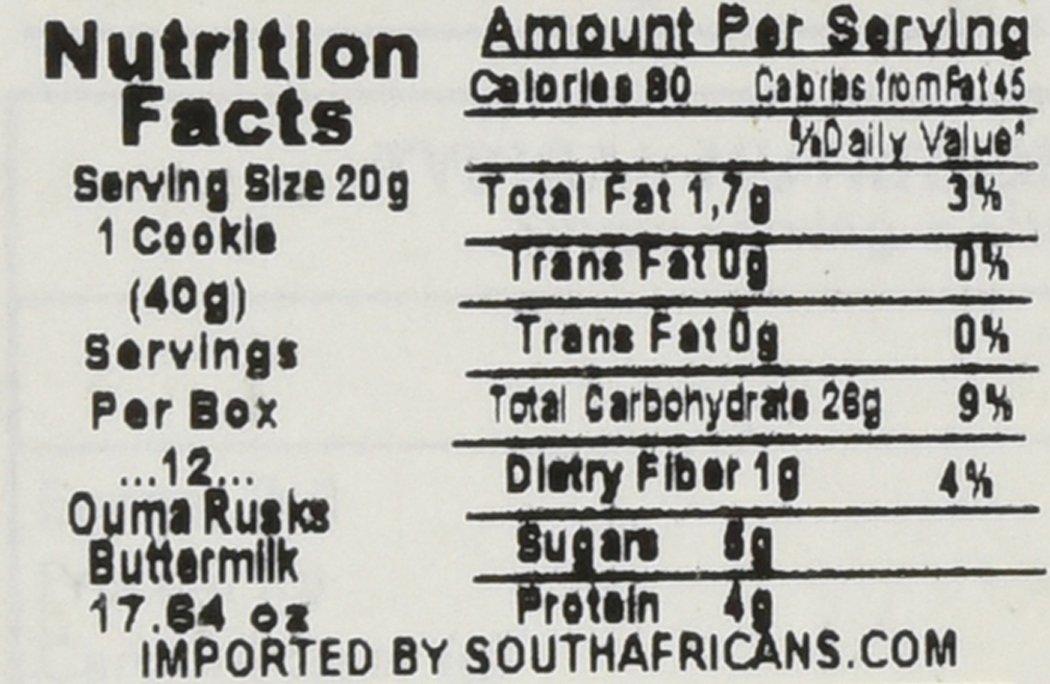 Nutrition
Facts
Serving Size 20g
1 Cookie
(40g)
Servings
Per Box
...12...
Ouma Rusks
Buttermilk
17.64 oz
Amount Per Serving
Calories 90 Calories from Fat 45
%Daily Value*
Total Fat 1,7g 3%
Trans Fat 0g 0%
Trans Fat 0g 0%
Total Carbohydrate 26g 9%
Dietry Fiber 1g 4%
Sugars
Protein 4g
IMPORTED BY SOUTHAFRICANS.COM